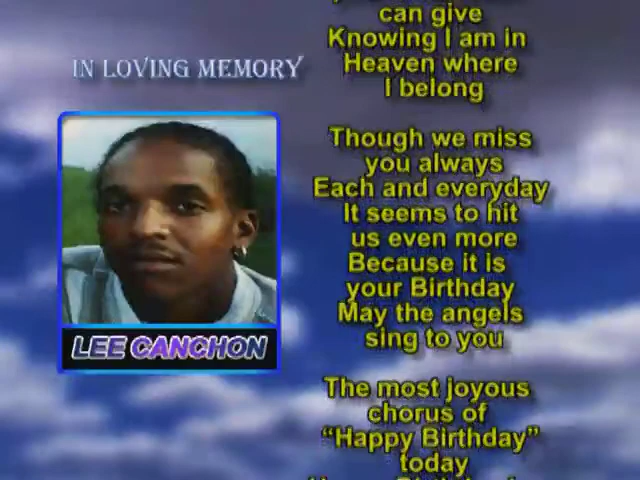 IN LOVING MEMORY
LEE CANCHON
can give
Knowing I am in
Heaven where
I belong
Though we miss
you always
Each and everyday
It seems to hit
us even more
Because it is
your Birthday
May the angels
sing to you
The most joyous
chorus of
“Happy Birthday”
today